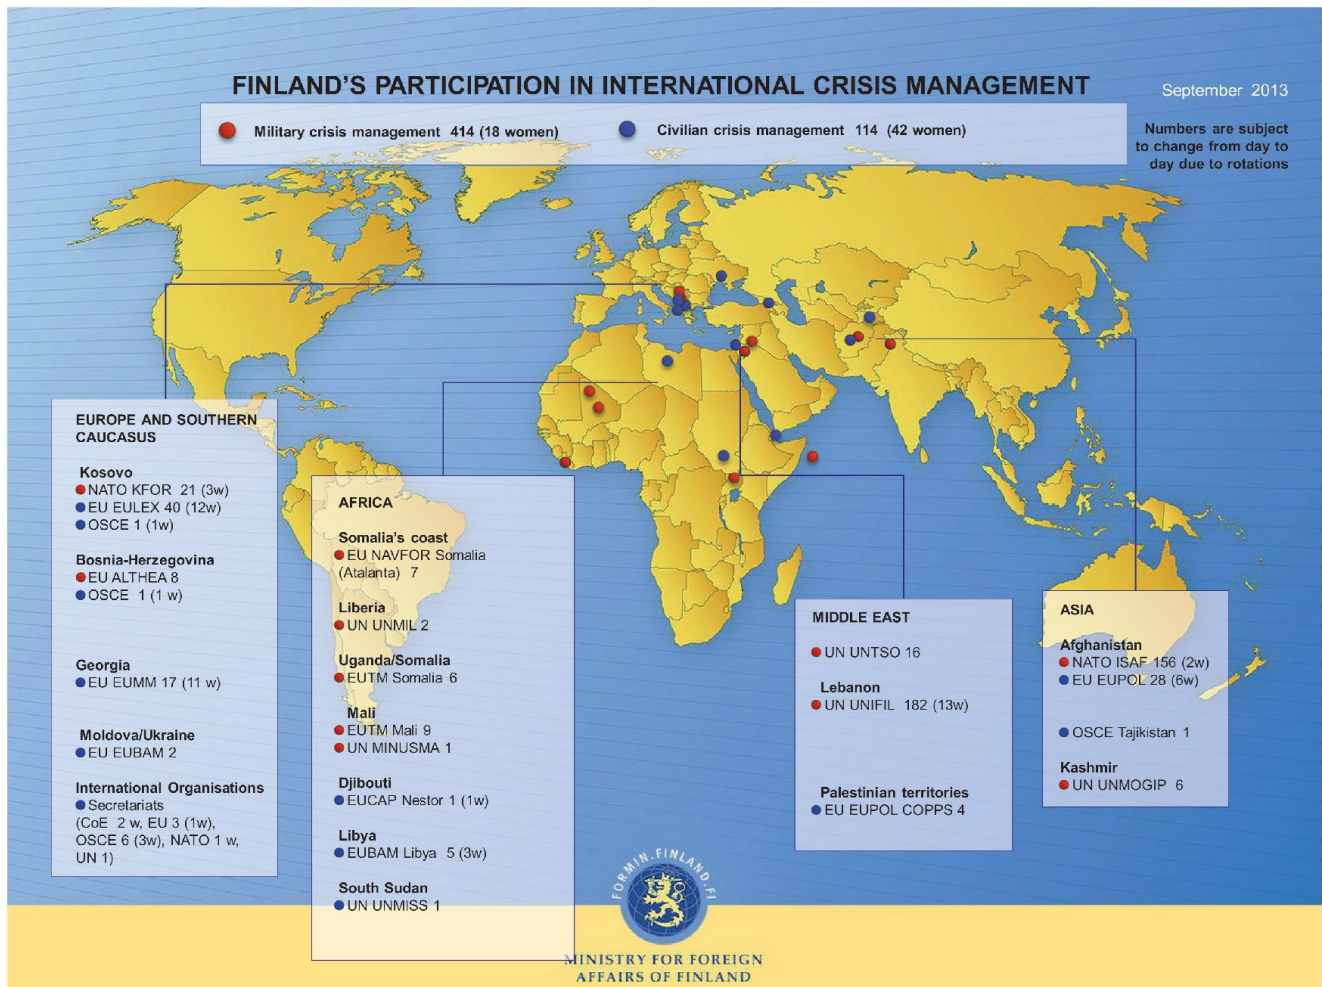 FINLAND'S PARTICIPATION IN INTERNATIONAL CRISIS MANAGEMENT
September 2013
Military crisis management 414 (18 women)
Civilian crisis management 114 (42 women)
Numbers are subject
to change from day to
day due to rotations
EUROPE AND SOUTHERN
CAUCASUS
Kosovo
NATO KFOR 21 (3w)
EU EULEX 40 (12w)
OSCE 1 (1w)
Bosnia-Herzegovina
EU ALTHEA 8
OSCE 1 (1 w)
Georgia
EU EUMM 17 (11 w)
Moldova/Ukraine
EU EUBAM 2
International Organisations
Secretariats
(CoE 2 w, EU 3 (1w),
OSCE 6 (3w), NATO 1 w,
UN 1)
AFRICA
Somalia's coast
EU NAVFOR Somalia
(Atalanta) 7
Liberia
UN UNMIL 2
Uganda/Somalia
EUTM Somalia 6
Mali
EUTM Mali 9
UN MINUSMA 1
Djibouti
EUCAP Nestor 1 (1w)
Libya
EUBAM Libya 5 (3w)
South Sudan
UN UNMISS 1
MIDDLE EAST
UN UNTSO 16
Lebanon
UN UNIFIL 182 (13w)
Palestinian territories
EU EUPOL COPPS 4
ASIA
Afghanistan
NATO ISAF 156 (2w)
EU EUPOL 28 (6w)
OSCE Tajikistan 1
Kashmir
UN UNMOGIP 6
FORMIN.FINLAND.FI
MINISTRY FOR FOREIGN
AFFAIRS OF FINLAND